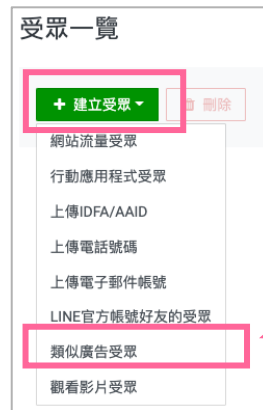 受眾一覽
+ 建立受眾
刪除
網站流量受眾
行動應用程式受眾
上傳IDFA/AAID
上傳電話號碼
上傳電子郵件帳號
LINE官方帳號好友的受眾
類似廣告受眾
觀看影片受眾